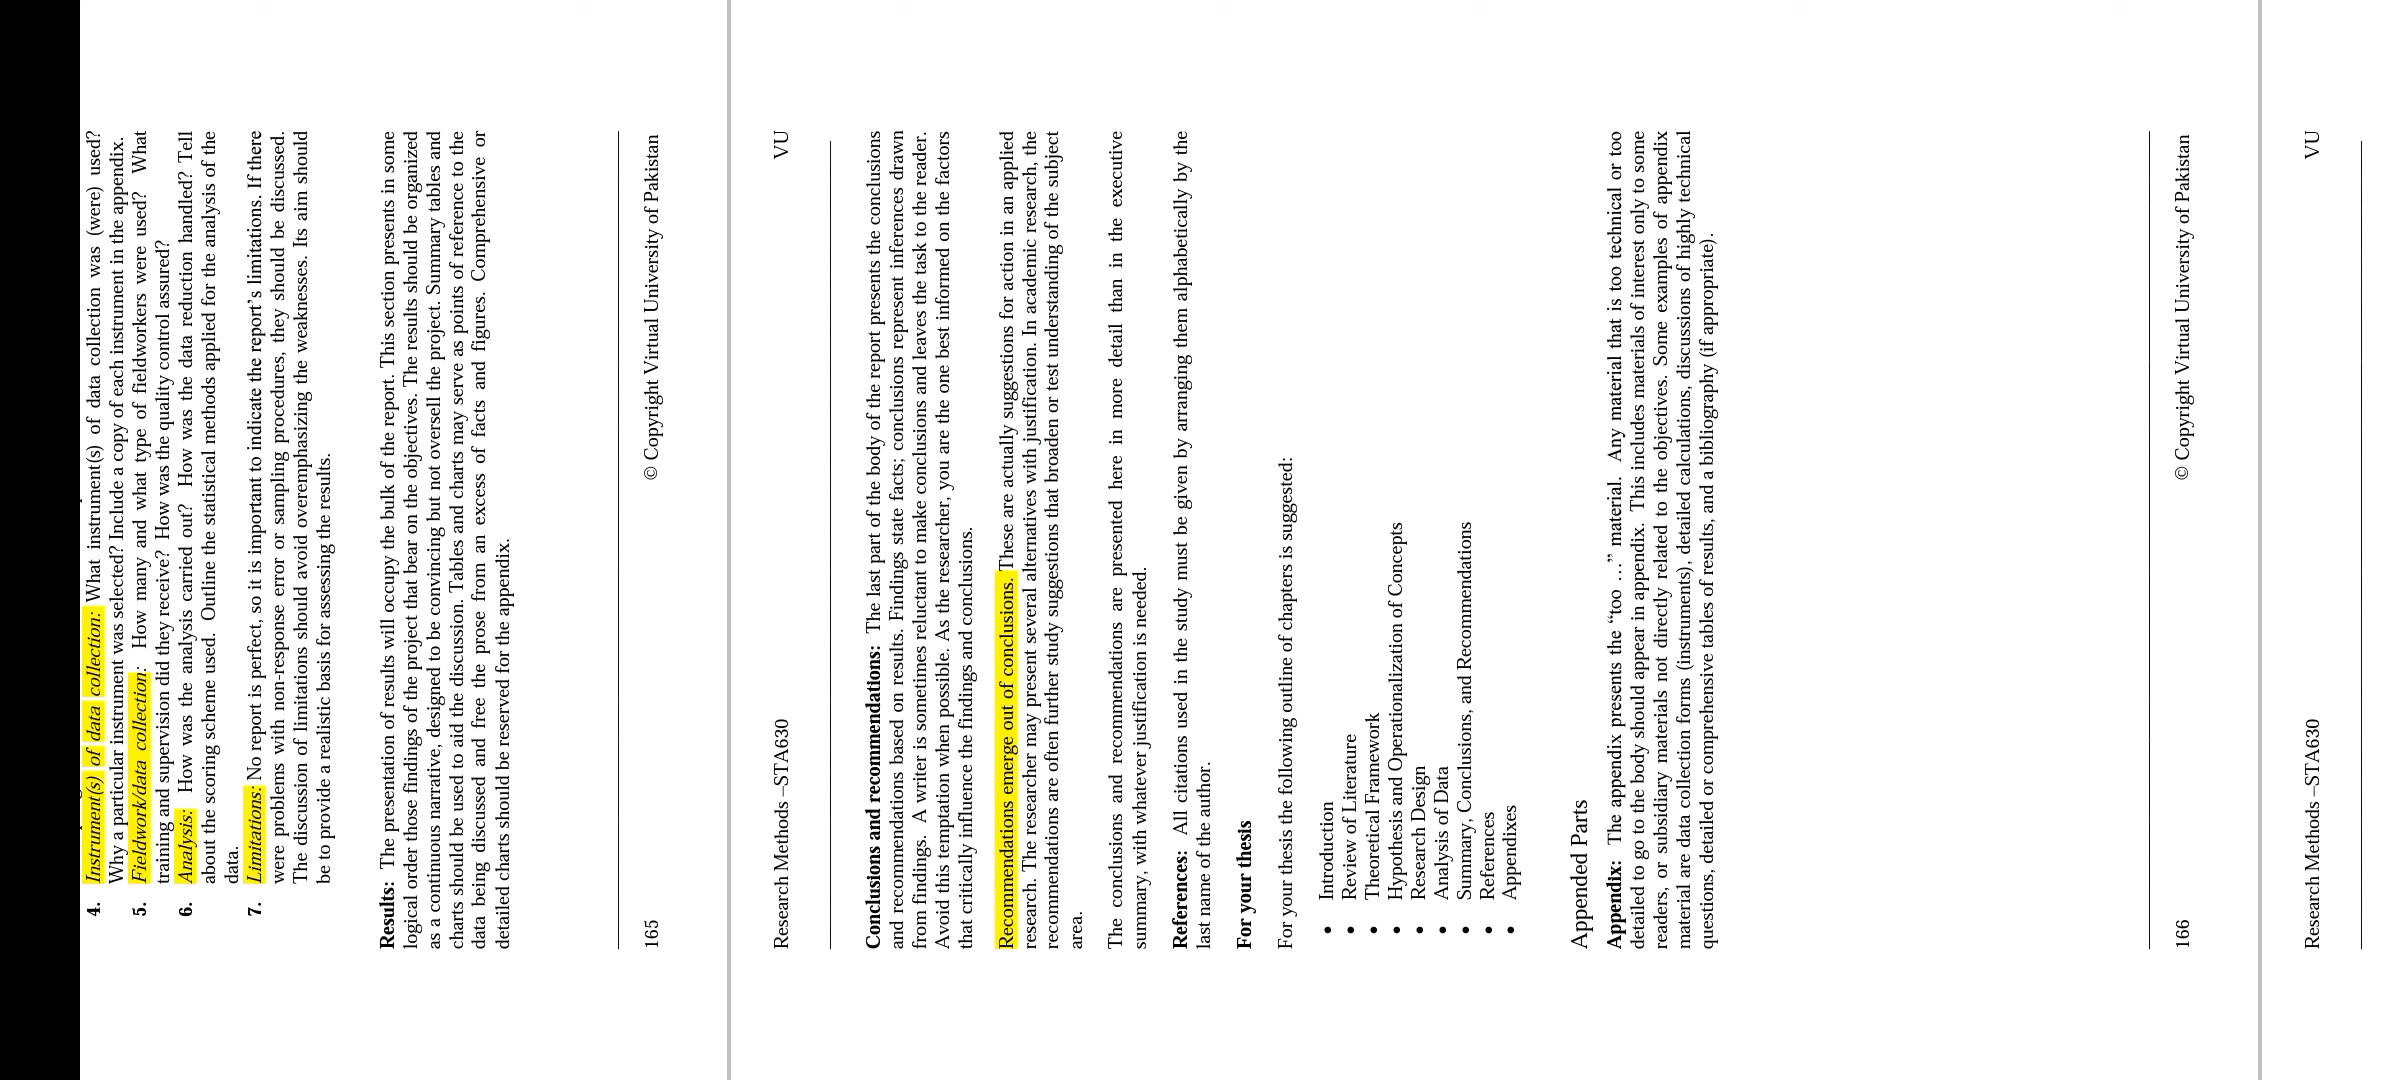 4. Instrument(s) of data collection: What instrument(s) of data collection was (were) used?
Why a particular instrument was selected? Include a copy of each instrument in the appendix.
5. Fieldwork/data collection: How many and what type of fieldworkers were used? What
training and supervision did they receive? How was the quality control assured?
6. Analysis: How was the analysis carried out? How was the data reduction handled? Tell
about the scoring scheme used. Outline the statistical methods applied for the analysis of the
data.
7. Limitations: No report is perfect, so it is important to indicate the report's limitations. If there
were problems with non-response error or sampling procedures, they should be discussed.
The discussion of limitations should avoid overemphasizing the weaknesses. Its aim should
be to provide a realistic basis for assessing the results.
Results: The presentation of results will occupy the bulk of the report. This section presents in some
logical order those findings of the project that bear on the objectives. The results should be organized
as a continuous narrative, designed to be convincing but not oversell the project. Summary tables and
charts should be used to aid the discussion. Tables and charts may serve as points of reference to the
data being discussed and free the prose from an excess of facts and figures. Comprehensive or
detailed charts should be reserved for the appendix.
165 © Copyright Virtual University of Pakistan
Research Methods –STA630 VU
Conclusions and recommendations: The last part of the body of the report presents the conclusions
and recommendations based on results. Findings state facts; conclusions represent inferences drawn
from findings. A writer is sometimes reluctant to make conclusions and leaves the task to the reader.
Avoid this temptation when possible. As the researcher, you are the one best informed on the factors
that critically influence the findings and conclusions.
Recommendations emerge out of conclusions. These are actually suggestions for action in an applied
research. The researcher may present several alternatives with justification. In academic research, the
recommendations are often further study suggestions that broaden or test understanding of the subject
area.
The conclusions and recommendations are presented here in more detail than in the executive
summary, with whatever justification is needed.
References: All citations used in the study must be given by arranging them alphabetically by the
last name of the author.
For your thesis
For your thesis the following outline of chapters is suggested:
• Introduction
• Review of Literature
• Theoretical Framework
• Hypothesis and Operationalization of Concepts
• Research Design
• Analysis of Data
• Summary, Conclusions, and Recommendations
• References
• Appendixes
Appended Parts
Appendix: The appendix presents the “too …” material. Any material that is too technical or too
detailed to go to the body should appear in appendix. This includes materials of interest only to some
readers, or subsidiary materials not directly related to the objectives. Some examples of appendix
material are data collection forms (instruments), detailed calculations, discussions of highly technical
questions, detailed or comprehensive tables of results, and a bibliography (if appropriate).
166 © Copyright Virtual University of Pakistan
Research Methods –STA630 VU